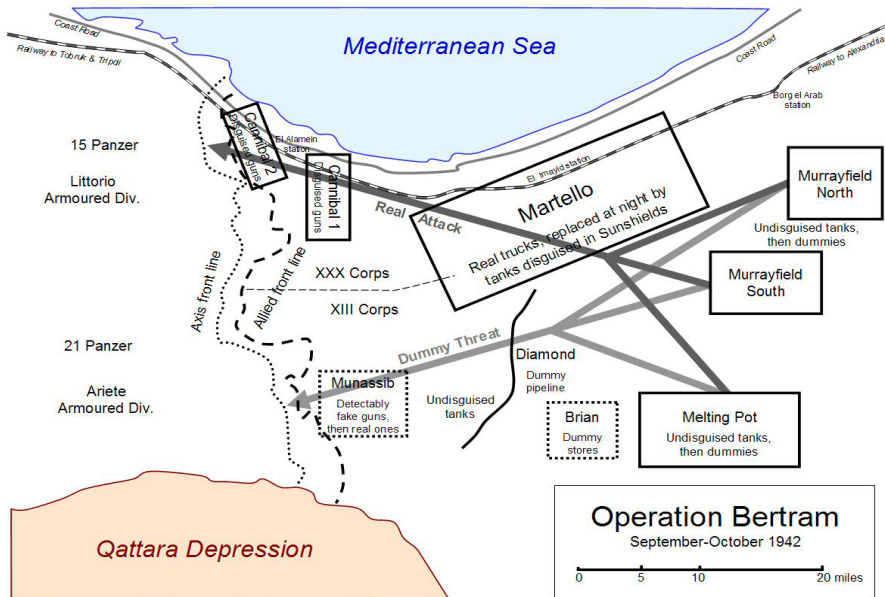 Mediterranean Sea
Coast Road
Railway to Tobruk & Tripoli
Coast Road
Railway to Alexandria
Borg el Arab
station
El Imayid station
El Alamein
station
15 Panzer
Littorio
Armoured Div.
21 Panzer
Ariete
Armoured Div.
Axis front line
Allied front line
Cannibal 2
Disguised guns
Cannibal 1
Disguised guns
Real Attack
Martello
Real trucks, replaced at night by
tanks disguised in Sunshields
Murrayfield
North
Undisguised tanks,
then dummies
Murrayfield
South
XXX Corps
XIII Corps
Dummy Threat
Munassib
Detectably
fake guns,
then real ones
Undisguised
tanks
Diamond
Dummy
pipeline
Brian
Dummy
stores
Melting Pot
Undisguised tanks,
then dummies
Qattara Depression
Operation Bertram
September-October 1942
0 5 10 20 miles